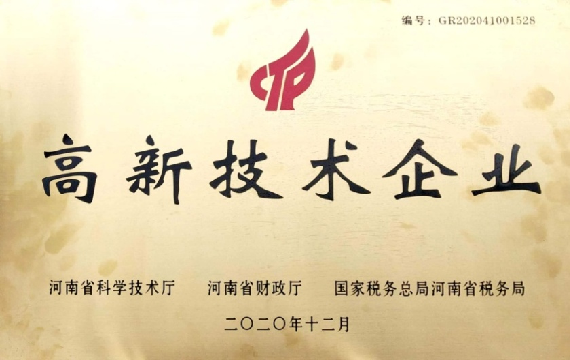 编号：GR202041001528
CTP
高新技术企业
河南省科学技术厅 河南省财政厅 国家税务总局河南省税务局
二〇二〇年十二月